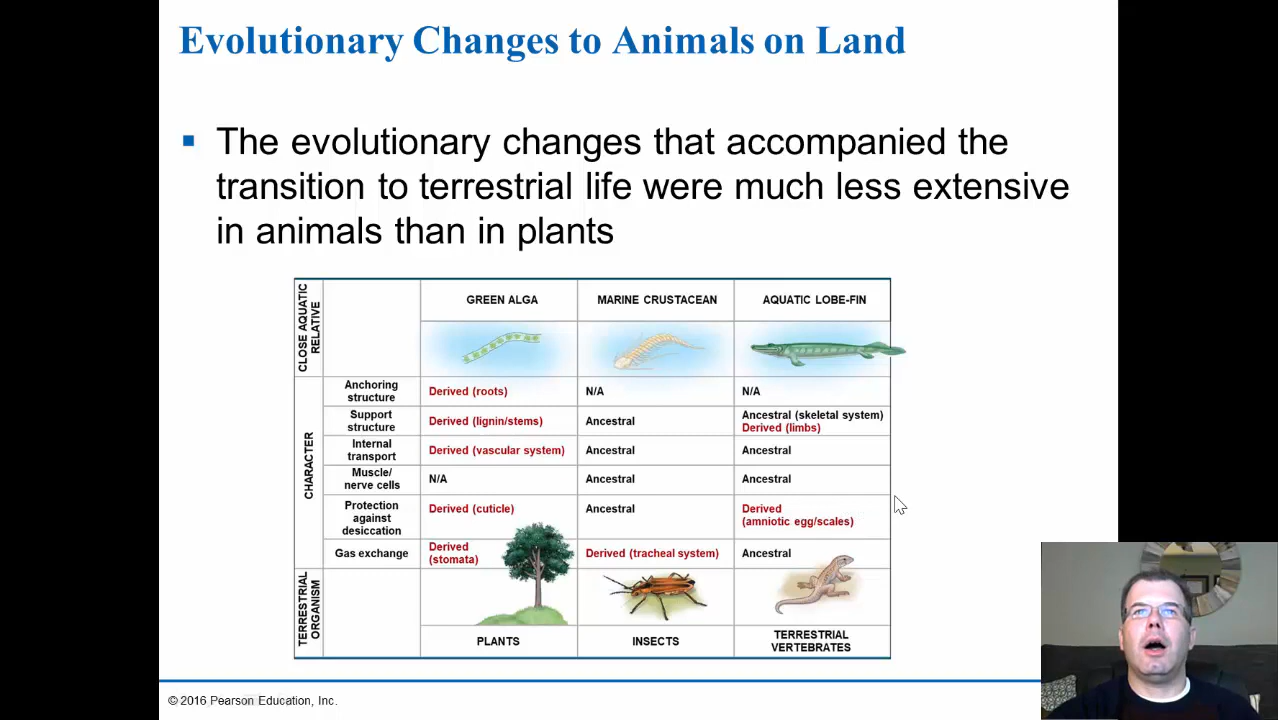 Evolutionary Changes to Animals on Land
The evolutionary changes that accompanied the
transition to terrestrial life were much less extensive
in animals than in plants
CLOSE AQUATIC
RELATIVE
GREEN ALGA
MARINE CRUSTACEAN
AQUATIC LOBE-FIN
CHARACTER
Anchoring
structure
Derived (roots)
N/A
N/A
Support
structure
Derived (lignin/stems)
Ancestral
Ancestral (skeletal system)
Derived (limbs)
Internal
transport
Derived (vascular system)
Ancestral
Ancestral
Muscle/
nerve cells
N/A
Ancestral
Ancestral
Protection
against
desiccation
Derived (cuticle)
Ancestral
Derived
(amniotic egg/scales)
Gas exchange
Derived
(stomata)
Derived (tracheal system)
Ancestral
TERRESTRIAL
ORGANISM
PLANTS
INSECTS
TERRESTRIAL
VERTEBRATES
© 2016 Pearson Education, Inc.